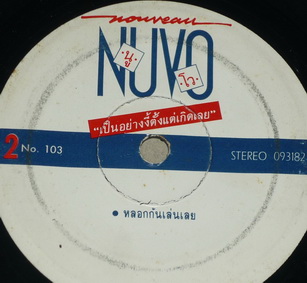 nouveau
NUVO
นู
โว
"เป็นอย่างงี้ตั้งแต่เกิดเลย"
2 No. 103
STEREO 093182
• หลอกกันเล่นเลย